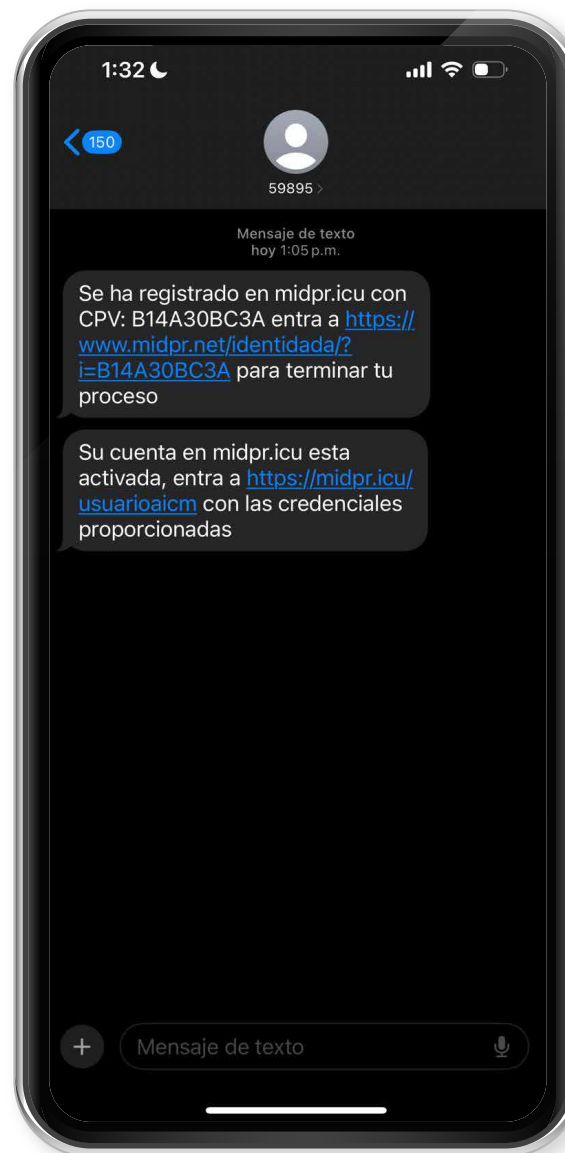 1:32
150
59895
Mensaje de texto
hoy 1:05 p.m.
Se ha registrado en midpr.icu con
CPV: B14A30BC3A entra a https://
www.midpr.net/identidada/?
i=B14A30BC3A para terminar tu
proceso
Su cuenta en midpr.icu esta
activada, entra a https://midpr.icu/
usuarioaicm con las credenciales
proporcionadas
Mensaje de texto